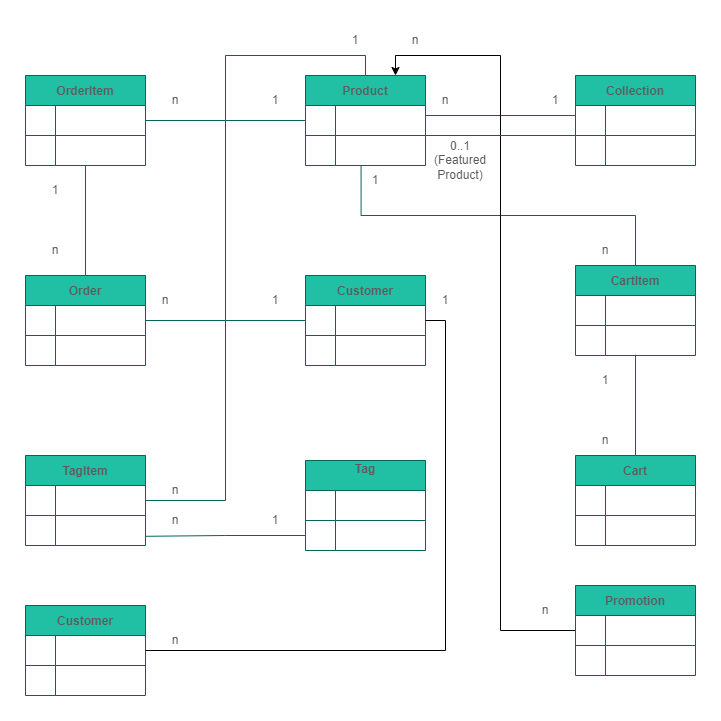 1
n
OrderItem
Product
Collection
n
1
n
1
0..1
(Featured
Product)
1
1
n
n
Order
Customer
CartItem
n
1
1
1
n
TagItem
Tag
Cart
n
n
1
Customer
Promotion
n
n